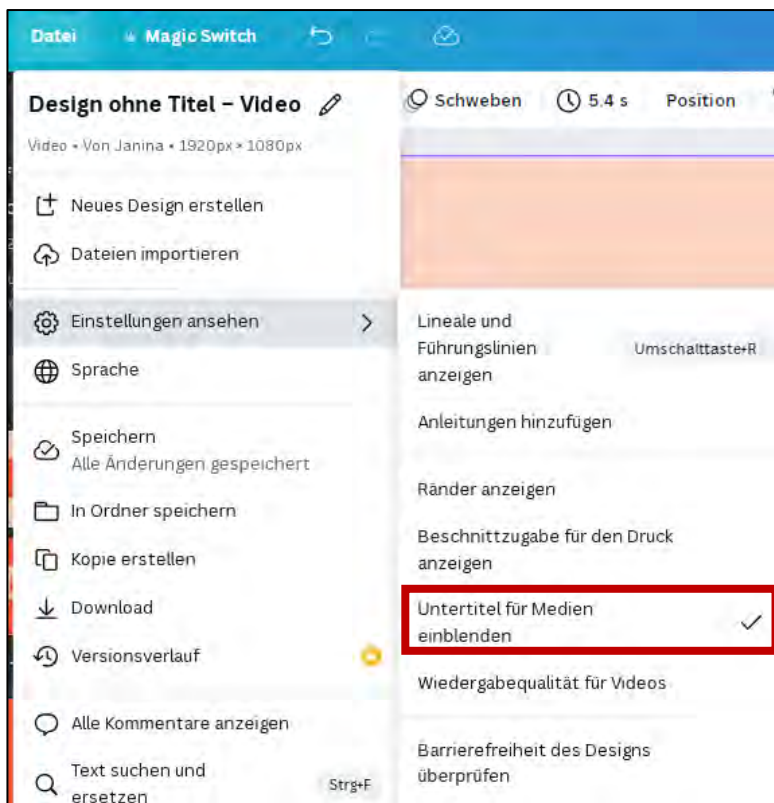 Datei
Magic Switch
Design ohne Titel – Video
Video • Von Janina • 1920px × 1080px
Neues Design erstellen
Dateien importieren
Einstellungen ansehen
Sprache
Speichern
Alle Änderungen gespeichert
In Ordner speichern
Kopie erstellen
Download
Versionsverlauf
Alle Kommentare anzeigen
Text suchen und
ersetzen
Strg+F
Schweben
5.4 s
Position
Lineale und
Führungslinien
anzeigen
Umschalttaste+R
Anleitungen hinzufügen
Ränder anzeigen
Beschnittzugabe für den Druck
anzeigen
Untertitel für Medien
einblenden
Wiedergabequalität für Videos
Barrierefreiheit des Designs
überprüfen